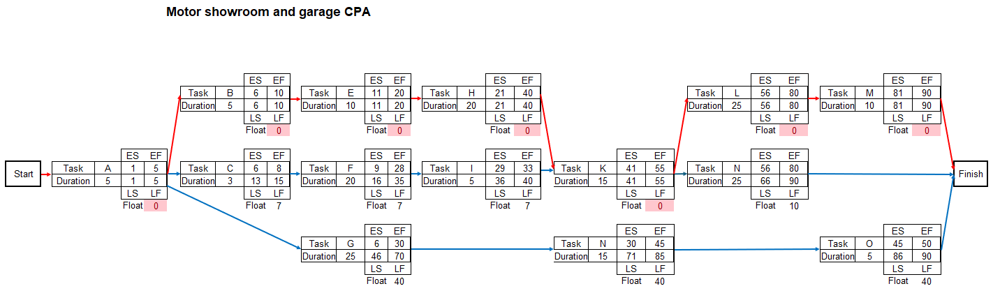 Motor showroom and garage CPA
ES EF
Task B 6 10
Duration 5 6 10
LS LF
Float 0
ES EF
Task E 11 20
Duration 10 11 20
LS LF
Float 0
ES EF
Task H 21 40
Duration 20 21 40
LS LF
Float 0
ES EF
Task L 56 80
Duration 25 56 80
LS LF
Float 0
ES EF
Task M 81 90
Duration 10 81 90
LS LF
Float 0
Start
ES EF
Task A 1 5
Duration 5 1 5
LS LF
Float 0
ES EF
Task C 6 8
Duration 3 13 15
LS LF
Float 7
ES EF
Task F 9 28
Duration 20 16 35
LS LF
Float 7
ES EF
Task I 29 33
Duration 5 36 40
LS LF
Float 7
ES EF
Task K 41 55
Duration 15 41 55
LS LF
Float 0
ES EF
Task N 56 80
Duration 25 66 90
LS LF
Float 10
Finish
ES EF
Task G 6 30
Duration 25 46 70
LS LF
Float 40
ES EF
Task N 30 45
Duration 15 71 85
LS LF
Float 40
ES EF
Task O 45 50
Duration 5 86 90
LS LF
Float 40